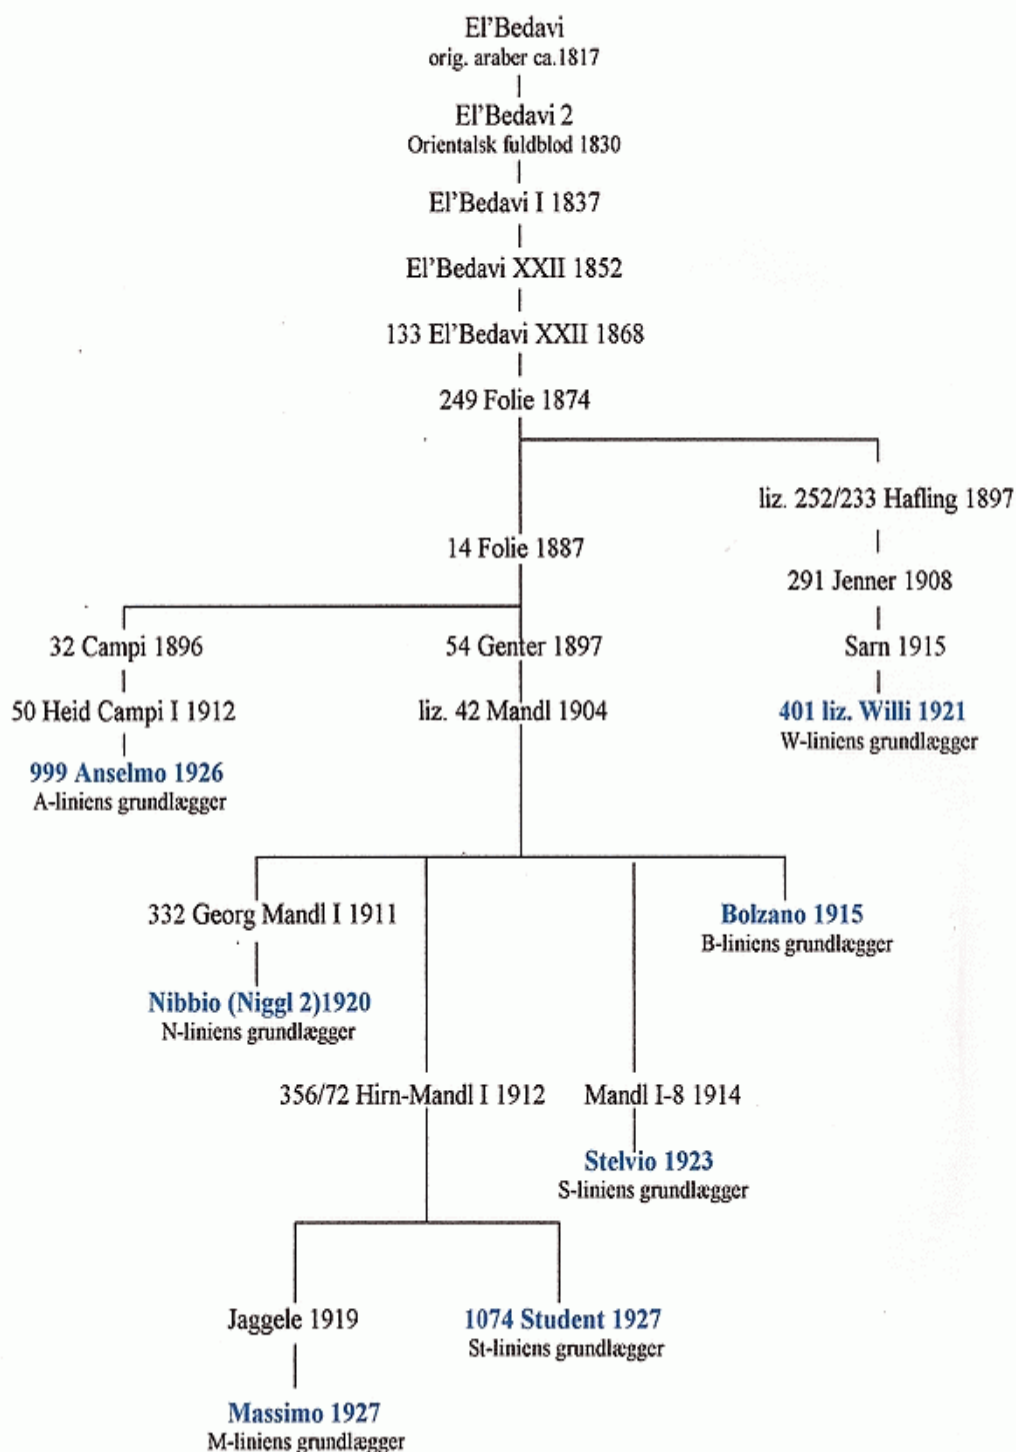 El'Bedavi
orig. araber ca.1817
El'Bedavi 2
Orientalsk fuldblod 1830
El'Bedavi I 1837
El'Bedavi XXII 1852
133 El'Bedavi XXII 1868
249 Folie 1874
liz. 252/233 Hafling 1897
14 Folie 1887
291 Jenner 1908
32 Campi 1896
54 Genter 1897
Sarn 1915
50 Heid Campi I 1912
liz. 42 Mandl 1904
401 liz. Willi 1921
W-liniens grundlægger
999 Anselmo 1926
A-liniens grundlægger
332 Georg Mandl I 1911
Bolzano 1915
B-liniens grundlægger
Nibbio (Niggl 2)1920
N-liniens grundlægger
356/72 Hirn-Mandl I 1912
Mandl I-8 1914
Stelvio 1923
S-liniens grundlægger
Jaggele 1919
1074 Student 1927
St-liniens grundlægger
Massimo 1927
M-liniens grundlægger